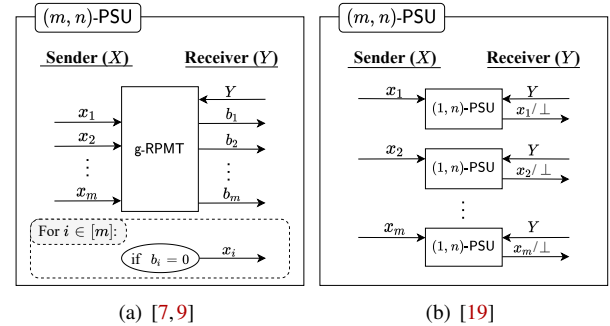 (m, n)-PSU
Sender (X) Receiver (Y)
g-RPMT
Y
x₁ b₁
x₂ b₂
⋮ ⋮
xₘ bₘ
For i ∈ [m]:
if bᵢ = 0 xᵢ
(a) [7,9]
(m, n)-PSU
Sender (X) Receiver (Y)
x₁ (1, n)-PSU Y
x₁/⊥
x₂ (1, n)-PSU Y
x₂/⊥
⋮
xₘ (1, n)-PSU Y
xₘ/⊥
(b) [19]